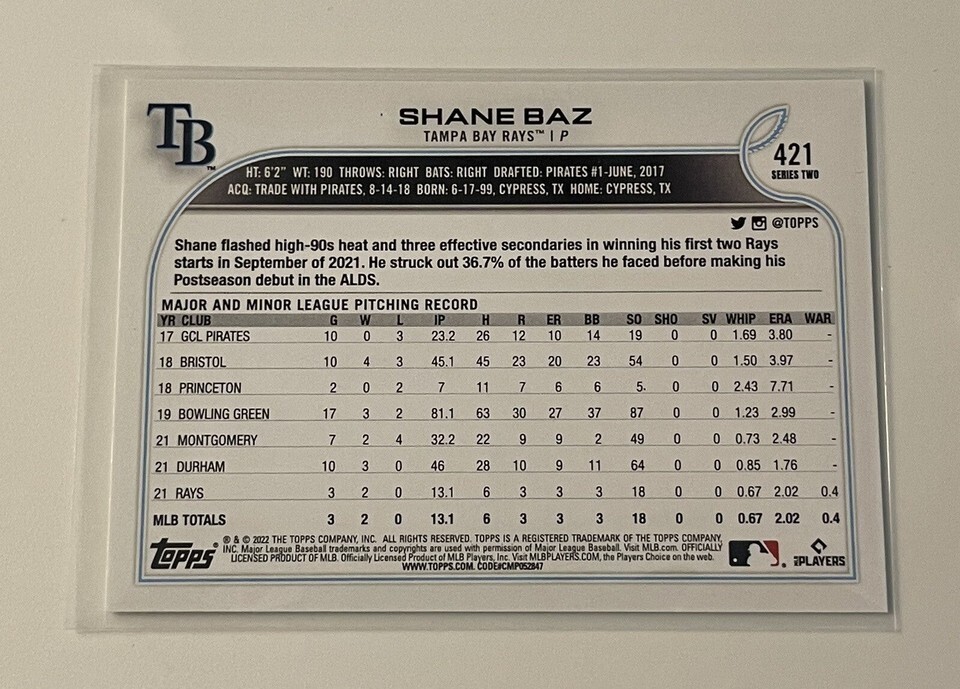 TB™
SHANE BAZ
TAMPA BAY RAYS™ | P
421
SERIES TWO
HT: 6'2" WT: 190 THROWS: RIGHT BATS: RIGHT DRAFTED: PIRATES #1-JUNE, 2017
ACQ: TRADE WITH PIRATES, 8-14-18 BORN: 6-17-99, CYPRESS, TX HOME: CYPRESS, TX
@TOPPS
Shane flashed high-90s heat and three effective secondaries in winning his first two Rays
starts in September of 2021. He struck out 36.7% of the batters he faced before making his
Postseason debut in the ALDS.
MAJOR AND MINOR LEAGUE PITCHING RECORD
YR CLUB G W L IP H R ER BB SO SHO SV WHIP ERA WAR
17 GCL PIRATES 10 0 3 23.2 26 12 10 14 19 0 0 1.69 3.80 -
18 BRISTOL 10 4 3 45.1 45 23 20 23 54 0 0 1.50 3.97 -
18 PRINCETON 2 0 2 7 11 7 6 6 5 0 0 2.43 7.71 -
19 BOWLING GREEN 17 3 2 81.1 63 30 27 37 87 0 0 1.23 2.99 -
21 MONTGOMERY 7 2 4 32.2 22 9 9 2 49 0 0 0.73 2.48 -
21 DURHAM 10 3 0 46 28 10 9 11 64 0 0 0.85 1.76 -
21 RAYS 3 2 0 13.1 6 3 3 3 18 0 0 0.67 2.02 0.4
MLB TOTALS 3 2 0 13.1 6 3 3 3 18 0 0 0.67 2.02 0.4
topps®
® & © 2022 THE TOPPS COMPANY, INC. ALL RIGHTS RESERVED. TOPPS IS A REGISTERED TRADEMARK OF THE TOPPS COMPANY,
INC. Major League Baseball trademarks and copyrights are used with permission of Major League Baseball. Visit MLB.com. OFFICIALLY
LICENSED PRODUCT OF MLB. Officially Licensed Product of MLB Players, Inc. Visit MLBPLAYERS.COM, the Players Choice on the web.
WWW.TOPPS.COM. CODE#CMP052847
MLB PLAYERS